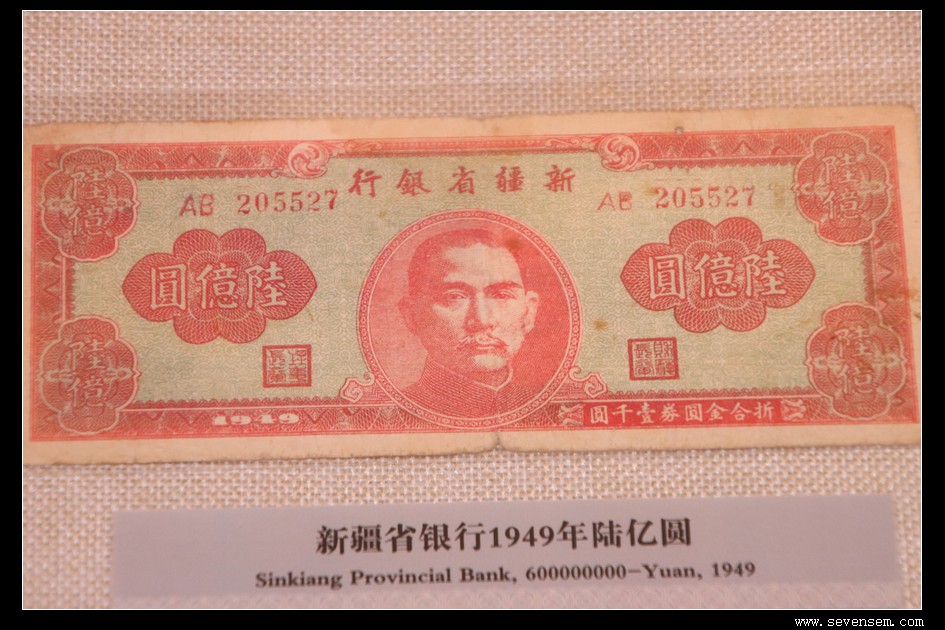 陸億
陸億
行銀省疆新
AB 205527
AB 205527
圓億陸
圓億陸
陸億
陸億
1949
圓千壹券圓金合折
新疆省银行1949年陆亿圆
Sinkiang Provincial Bank, 600000000-Yuan, 1949
www.sevensem.com